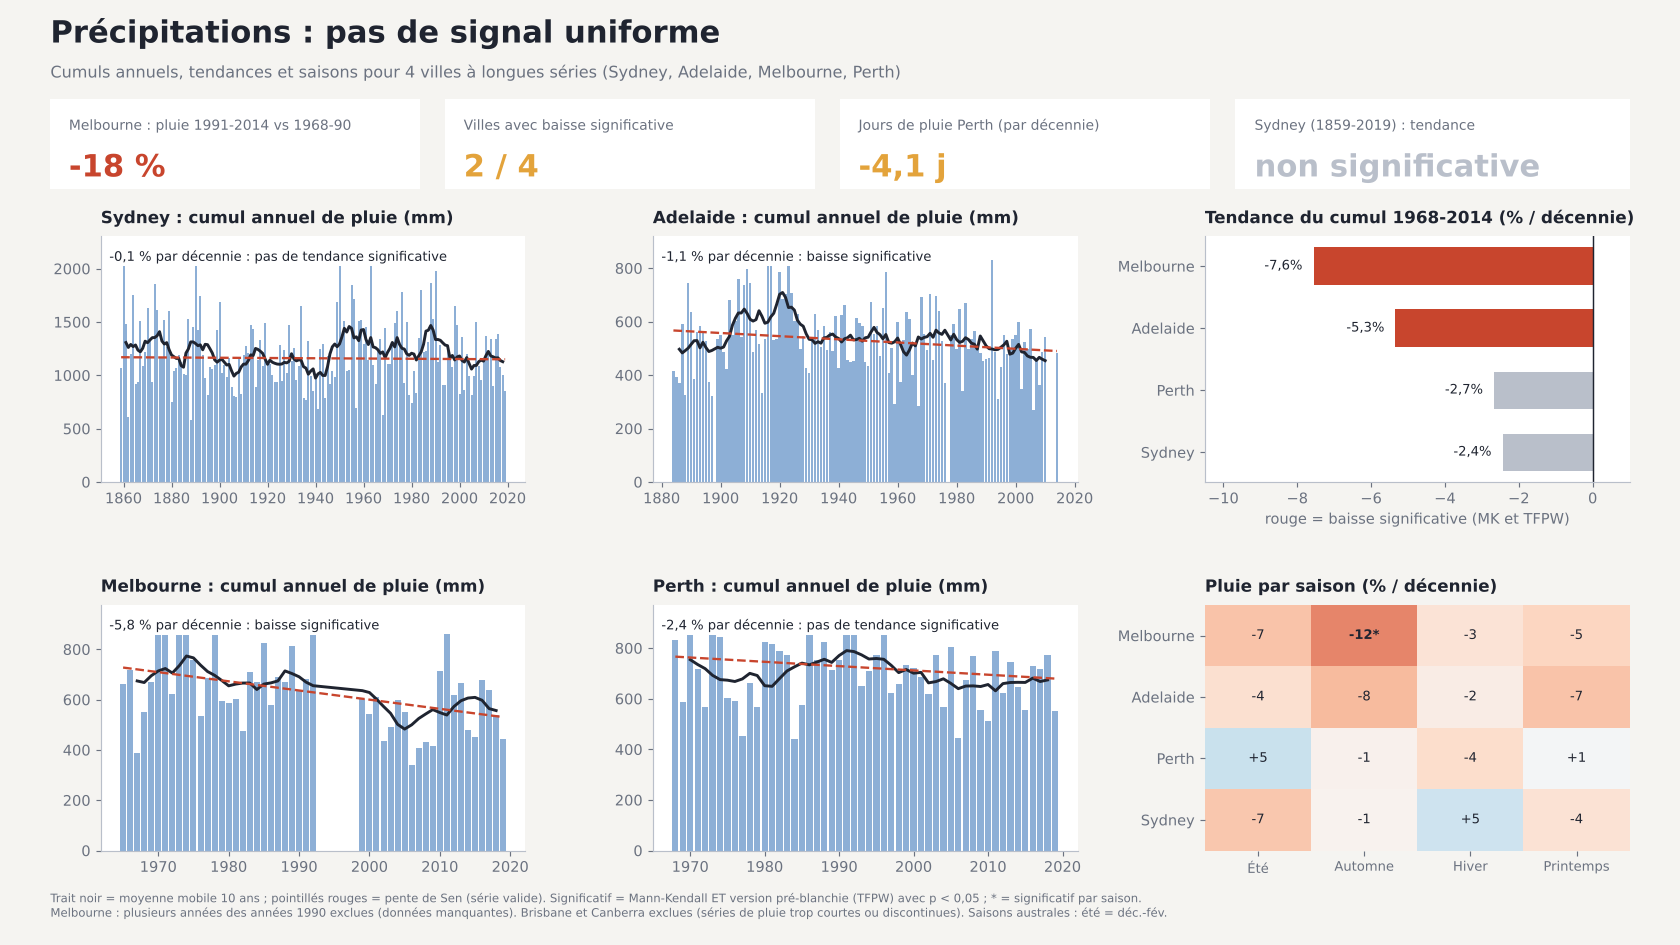 Précipitations : pas de signal uniforme
Cumuls annuels, tendances et saisons pour 4 villes à longues séries (Sydney, Adelaide, Melbourne, Perth)
Melbourne : pluie 1991-2014 vs 1968-90
-18 %
Villes avec baisse significative
2 / 4
Jours de pluie Perth (par décennie)
-4,1 j
Sydney (1859-2019) : tendance
non significative
Sydney : cumul annuel de pluie (mm)
-0,1 % par décennie : pas de tendance significative
2000
1500
1000
500
0
1860 1880 1900 1920 1940 1960 1980 2000 2020
Adelaide : cumul annuel de pluie (mm)
-1,1 % par décennie : baisse significative
800
600
400
200
0
1880 1900 1920 1940 1960 1980 2000 2020
Tendance du cumul 1968-2014 (% / décennie)
Melbourne -7,6%
Adelaide -5,3%
Perth -2,7%
Sydney -2,4%
−10 −8 −6 −4 −2 0
rouge = baisse significative (MK et TFPW)
Melbourne : cumul annuel de pluie (mm)
-5,8 % par décennie : baisse significative
800
600
400
200
0
1970 1980 1990 2000 2010 2020
Perth : cumul annuel de pluie (mm)
-2,4 % par décennie : pas de tendance significative
800
600
400
200
0
1970 1980 1990 2000 2010 2020
Pluie par saison (% / décennie)
Melbourne -7 -12* -3 -5
Adelaide -4 -8 -2 -7
Perth +5 -1 -4 +1
Sydney -7 -1 +5 -4
Été Automne Hiver Printemps
Trait noir = moyenne mobile 10 ans ; pointillés rouges = pente de Sen (série valide). Significatif = Mann-Kendall ET version pré-blanchie (TFPW) avec p < 0,05 ; * = significatif par saison.
Melbourne : plusieurs années des années 1990 exclues (données manquantes). Brisbane et Canberra exclues (séries de pluie trop courtes ou discontinues). Saisons australes : été = déc.-fév.